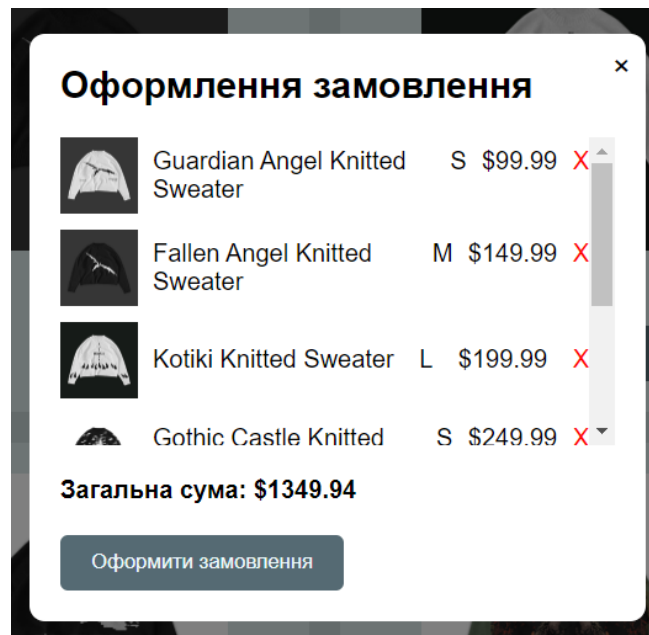 ×
Оформлення замовлення
Guardian Angel Knitted S $99.99 X
Sweater
Fallen Angel Knitted M $149.99 X
Sweater
Kotiki Knitted Sweater L $199.99 X
Gothic Castle Knitted S $249.99 X
Загальна сума: $1349.94
Оформити замовлення